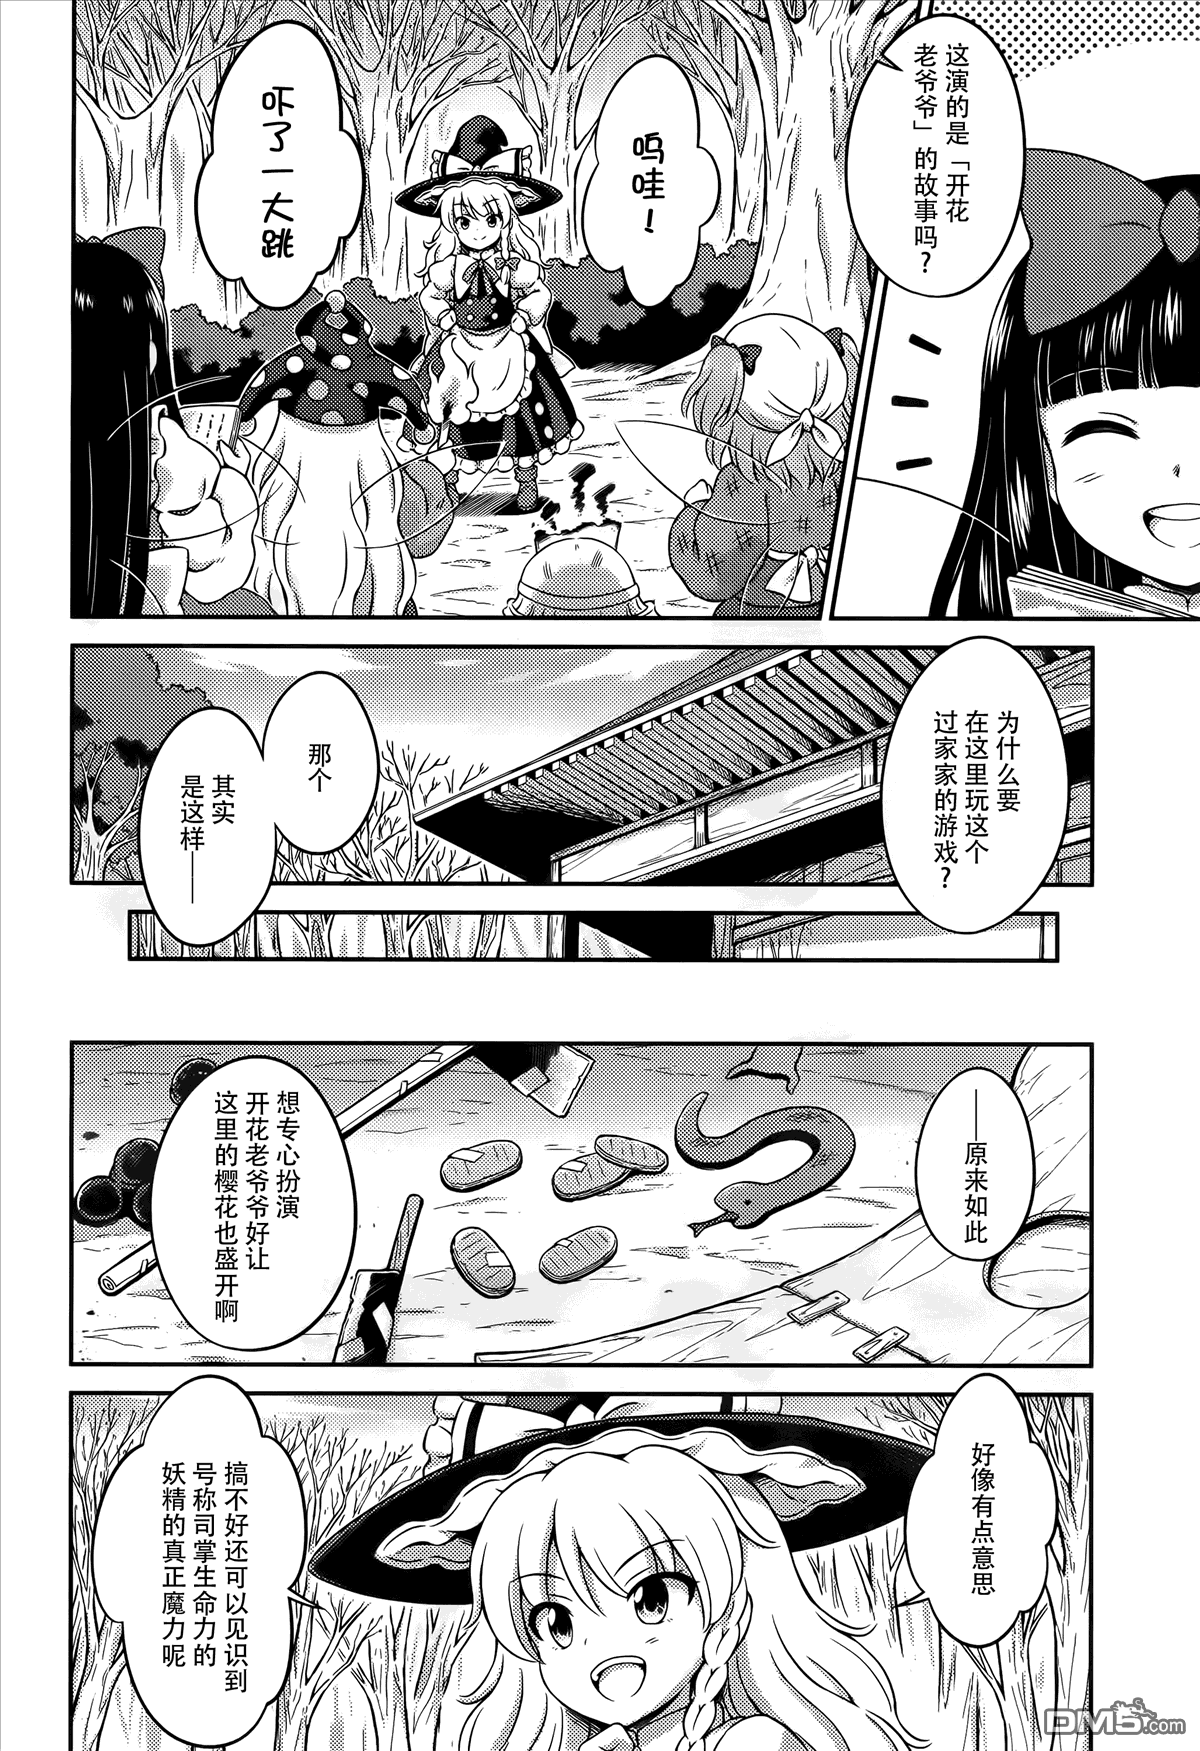 这演的是「开花
老爷爷」的故事吗？
呜哇！
吓了一大跳
为什么要
在这里玩这个
过家家的游戏？
那个
其实
是这样——
——原来如此
想专心扮演
开花老爷爷好让
这里的樱花也盛开啊
好像有点意思
搞不好还可以见识到
号称司掌生命力的
妖精的真正魔力呢
DM5.com